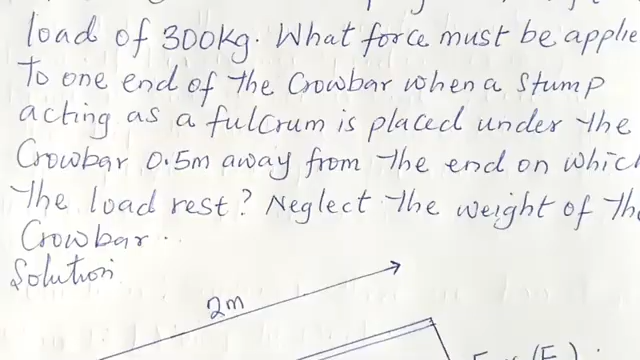 load of 300kg. What force must be applie
To one end of the Crowbar when a stump
acting as a fulcrum is placed under the
Crowbar 0.5m away from the end on which
The load rest? Neglect the weight of the
Crowbar.
Solution
2m